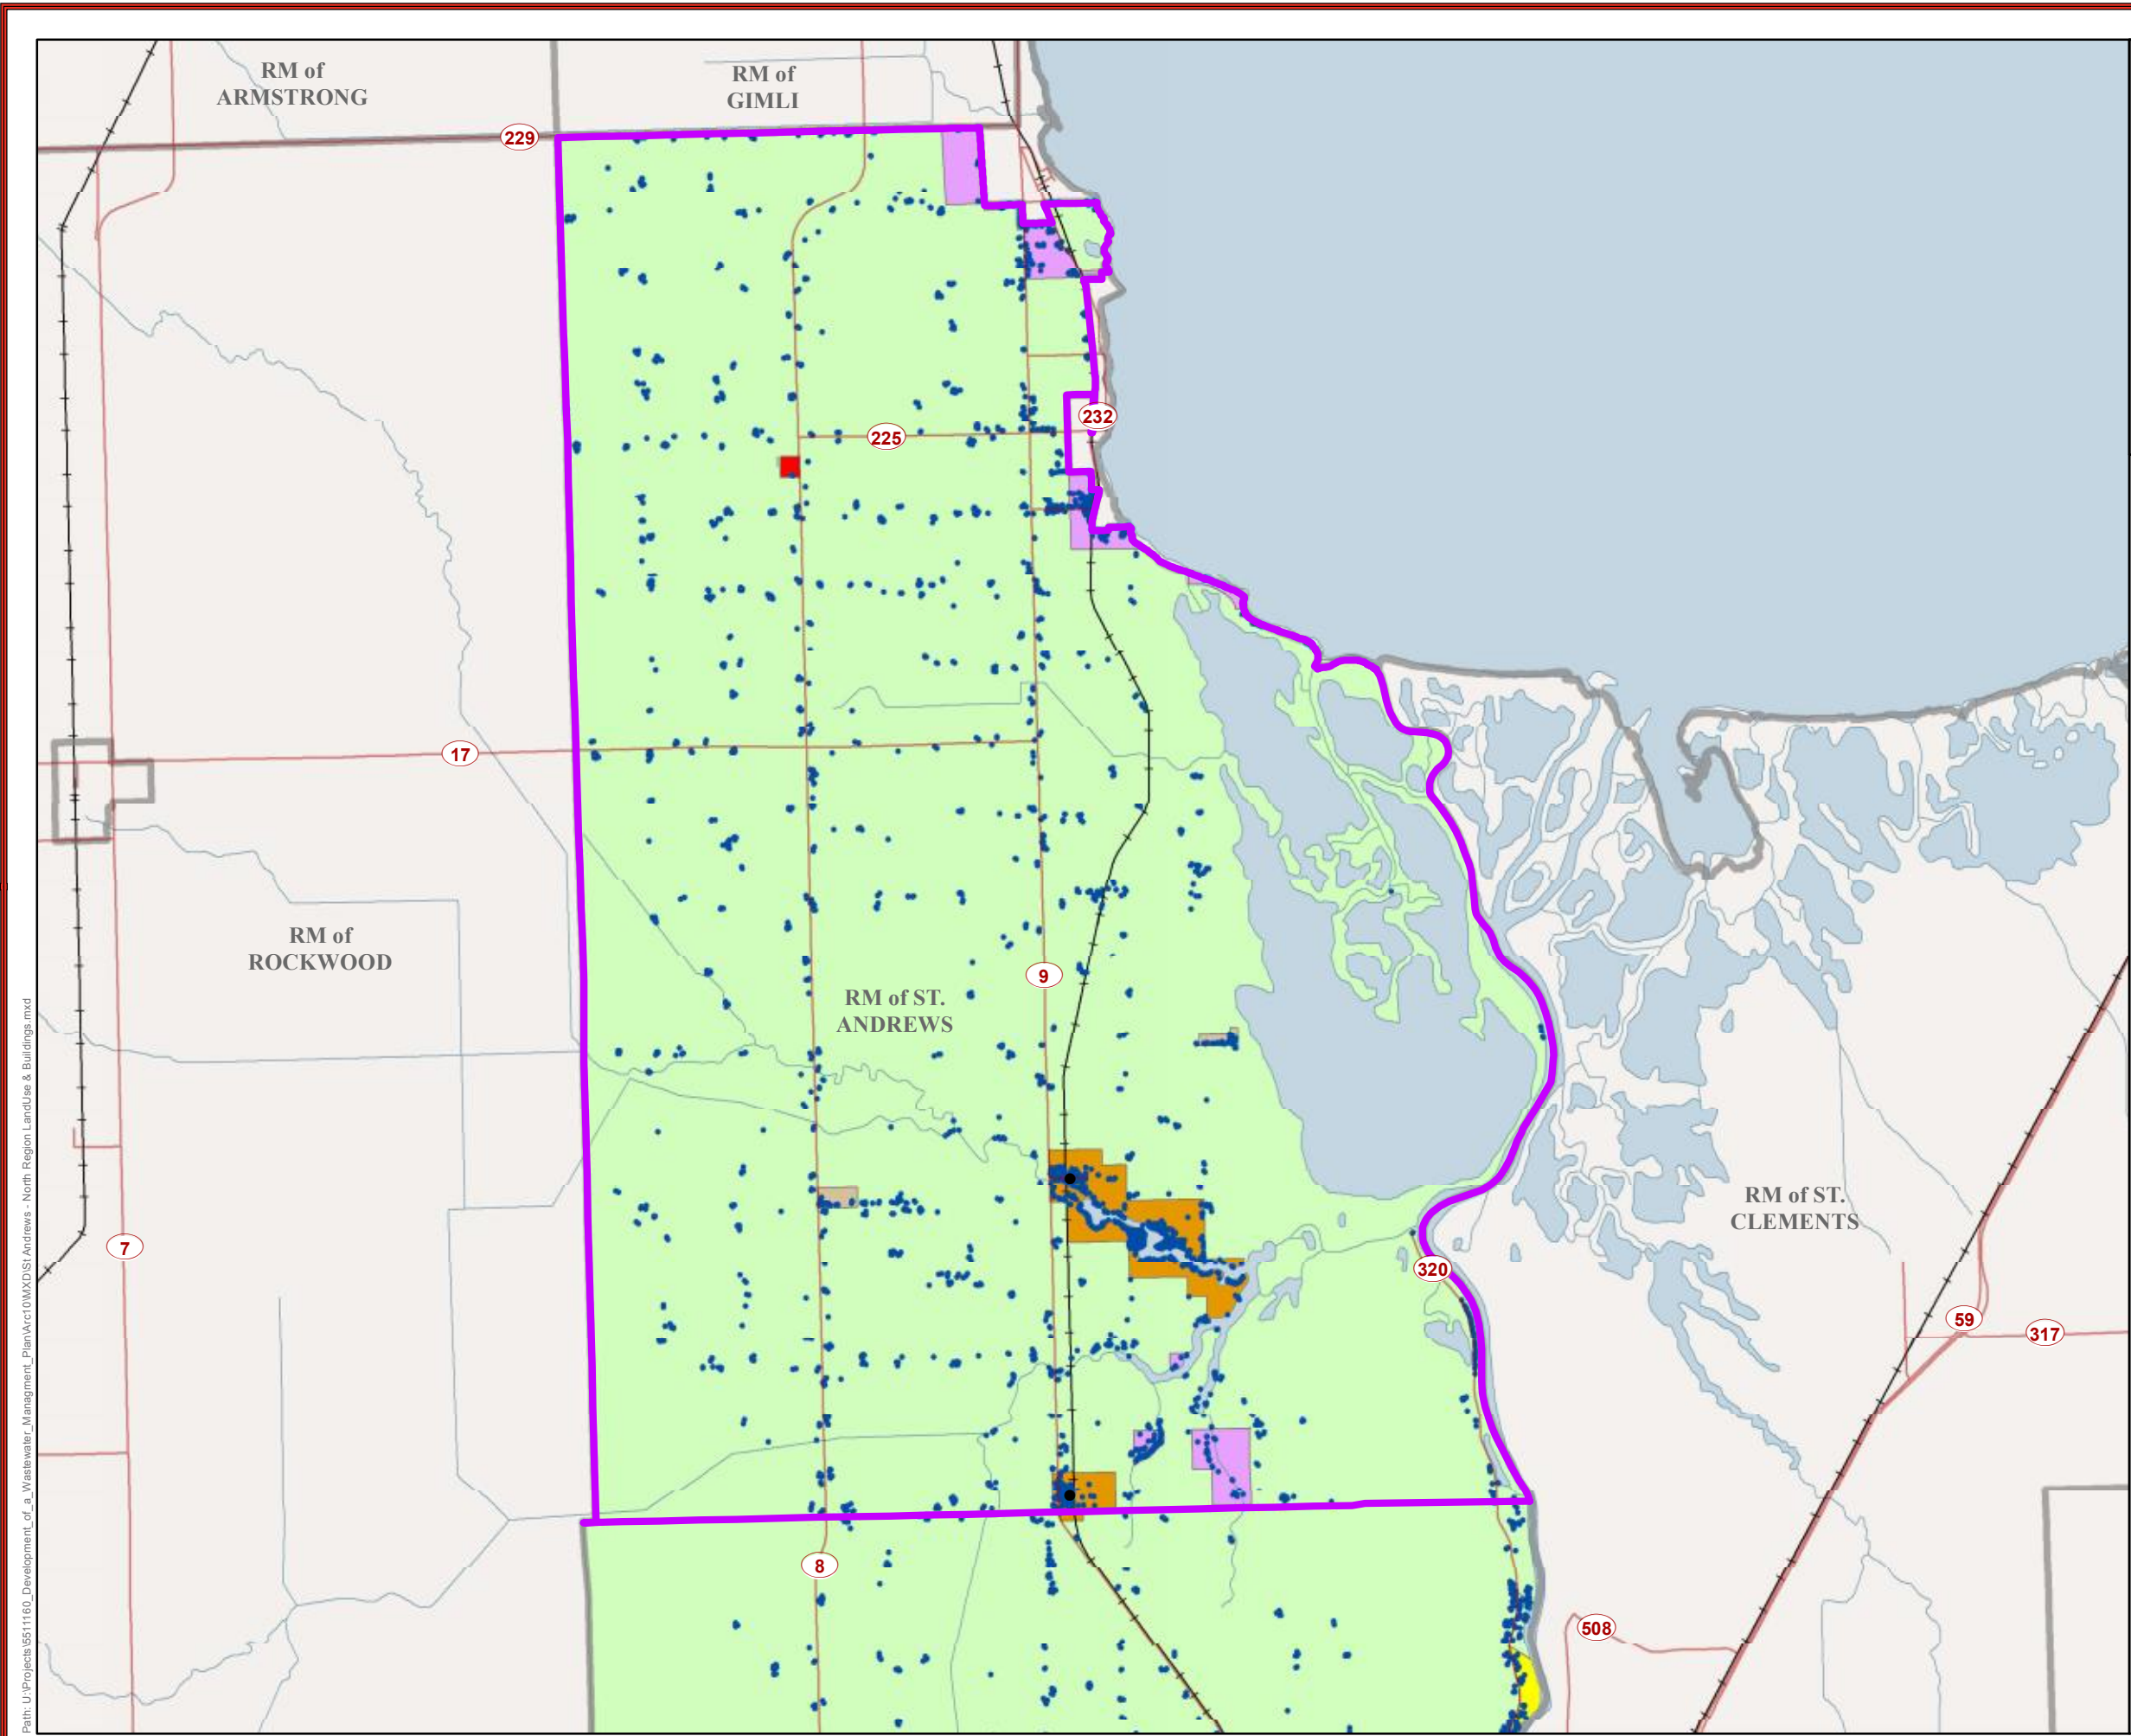 RM of
ARMSTRONG
RM of
GIMLI
229
232
225
17
RM of
ROCKWOOD
9
RM of ST.
ANDREWS
RM of ST.
CLEMENTS
7
320
59
317
8
508
Path: U:\Projects\5511160_Development_of_a_Wastewater_Managment_Plan\Arc10\MXD\St Andrews - North Region LandUse & Buildings.mxd